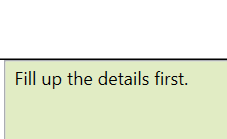 Fill up the details first.